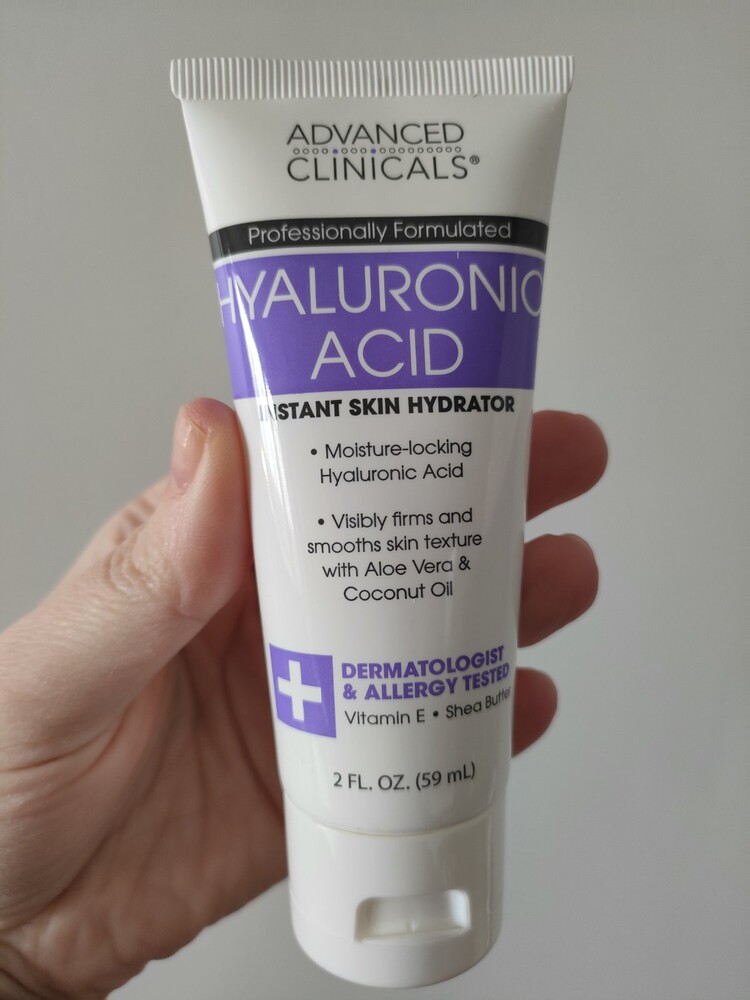 ADVANCED
CLINICALS®
Professionally Formulated
HYALURONIC
ACID
INSTANT SKIN HYDRATOR
• Moisture-locking
Hyaluronic Acid
• Visibly firms and
smooths skin texture
with Aloe Vera &
Coconut Oil
DERMATOLOGIST
& ALLERGY TESTED
Vitamin E • Shea Butter
2 FL. OZ. (59 mL)